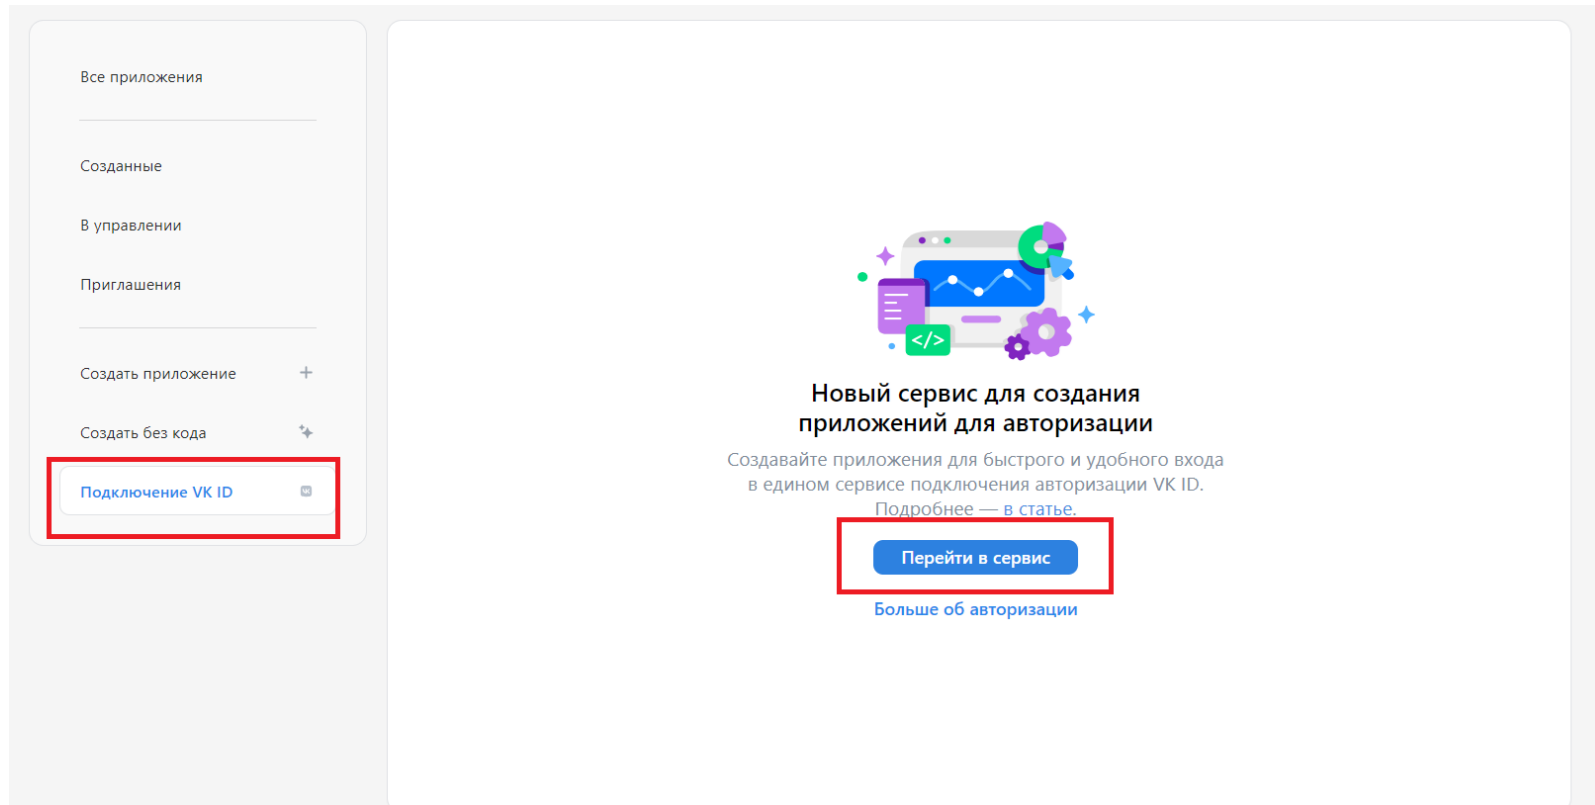 Все приложения
Созданные
В управлении
Приглашения
Создать приложение
Создать без кода
Подключение VK ID
</>
Новый сервис для создания
приложений для авторизации
Создавайте приложения для быстрого и удобного входа
в едином сервисе подключения авторизации VK ID.
Подробнее — в статье.
Перейти в сервис
Больше об авторизации